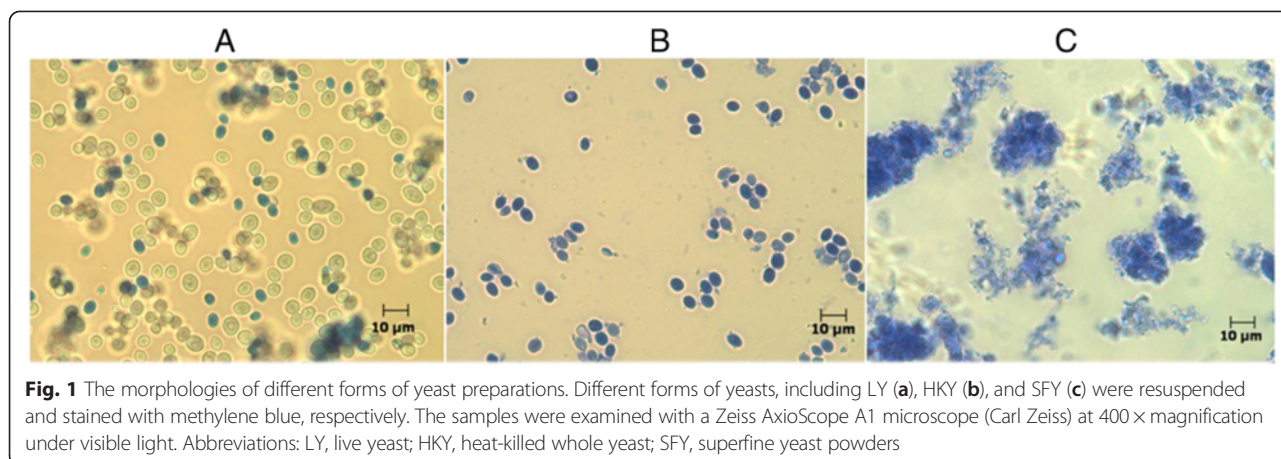 A
B
C
10 µm
10 µm
10 µm
Fig. 1 The morphologies of different forms of yeast preparations. Different forms of yeasts, including LY (a), HKY (b), and SFY (c) were resuspended
and stained with methylene blue, respectively. The samples were examined with a Zeiss AxioScope A1 microscope (Carl Zeiss) at 400 × magnification
under visible light. Abbreviations: LY, live yeast; HKY, heat-killed whole yeast; SFY, superfine yeast powders